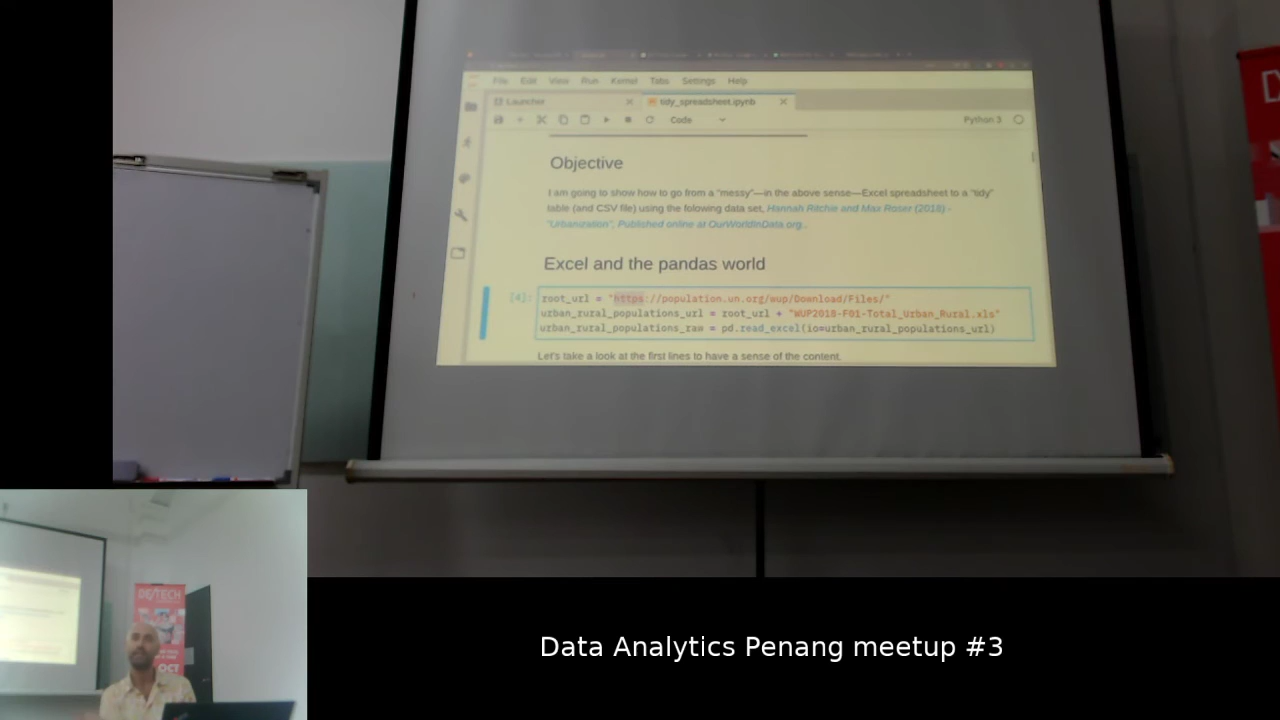 File Edit View Run Kernel Tabs Settings Help
Launcher
tidy_spreadsheet.ipynb
Code
Python 3
Objective
I am going to show how to go from a "messy"—in the above sense—Excel spreadsheet to a "tidy"
table (and CSV file) using the folowing data set, Hannah Ritchie and Max Roser (2018) -
"Urbanization", Published online at OurWorldInData.org.
Excel and the pandas world
[4]: root_url = "https://population.un.org/wup/Download/Files/"
urban_rural_populations_url = root_url + "WUP2018-F01-Total_Urban_Rural.xls"
urban_rural_populations_raw = pd.read_excel(io=urban_rural_populations_url)
Let's take a look at the first lines to have a sense of the content.
OCT
Data Analytics Penang meetup #3